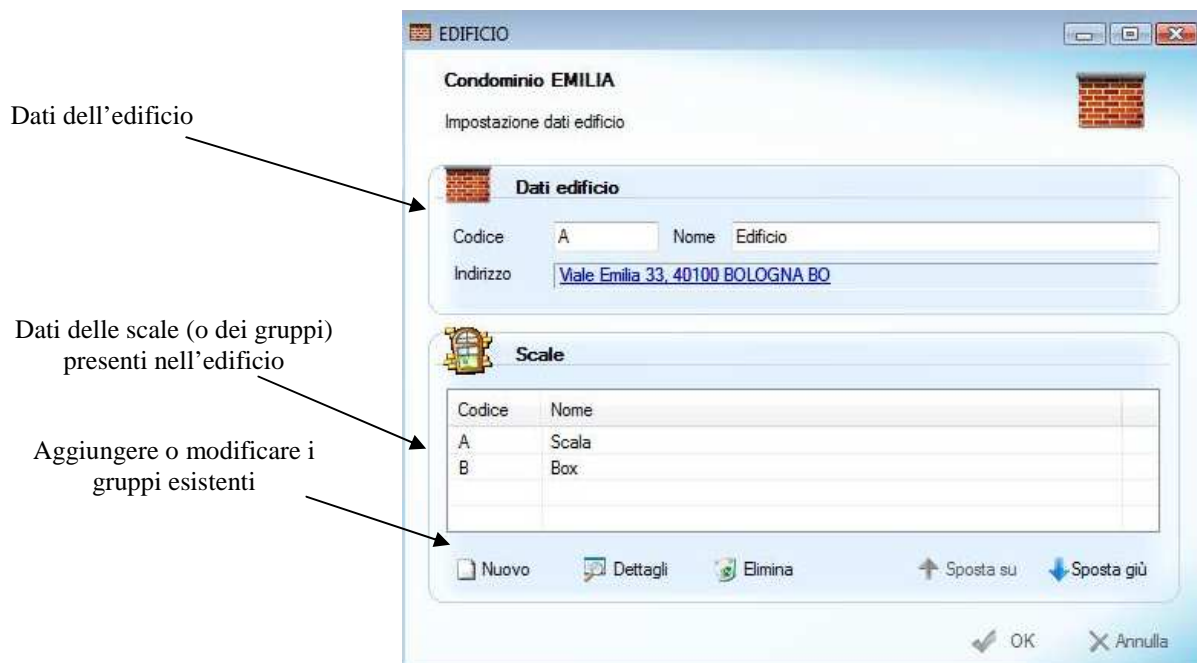 EDIFICIO
Condominio EMILIA
Impostazione dati edificio
Dati dell’edificio
Dati edificio
Codice A Nome Edificio
Indirizzo Viale Emilia 33, 40100 BOLOGNA BO
Dati delle scale (o dei gruppi)
presenti nell’edificio
Scale
Codice Nome
A Scala
B Box
Aggiungere o modificare i
gruppi esistenti
Nuovo Dettagli Elimina Sposta su Sposta giù
OK Annulla